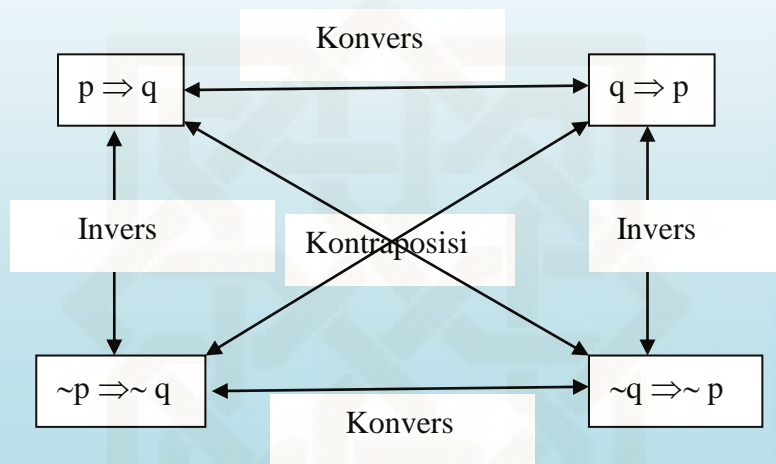 Konvers
p ⇒ q
q ⇒ p
Invers
Kontraposisi
Invers
~p ⇒~ q
~q ⇒~ p
Konvers